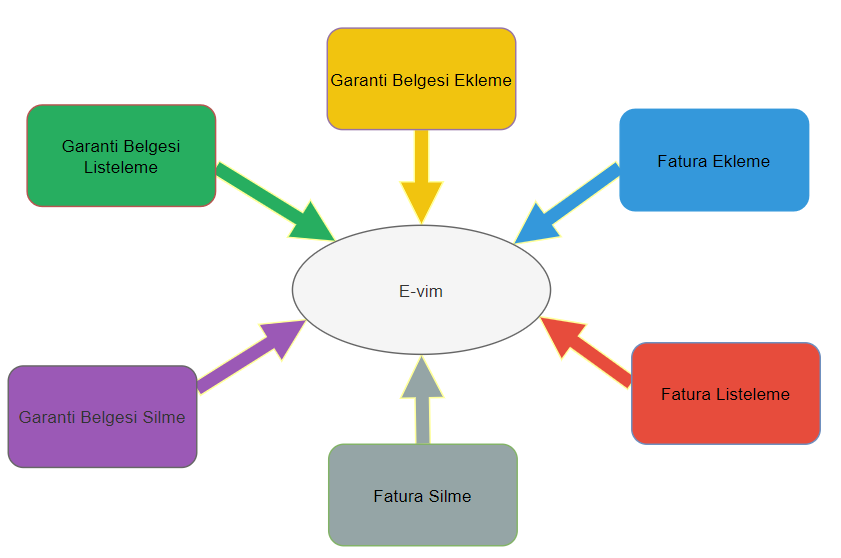 Garanti Belgesi Ekleme
Garanti Belgesi
Listeleme
Fatura Ekleme
E-vim
Garanti Belgesi Silme
Fatura Listeleme
Fatura Silme